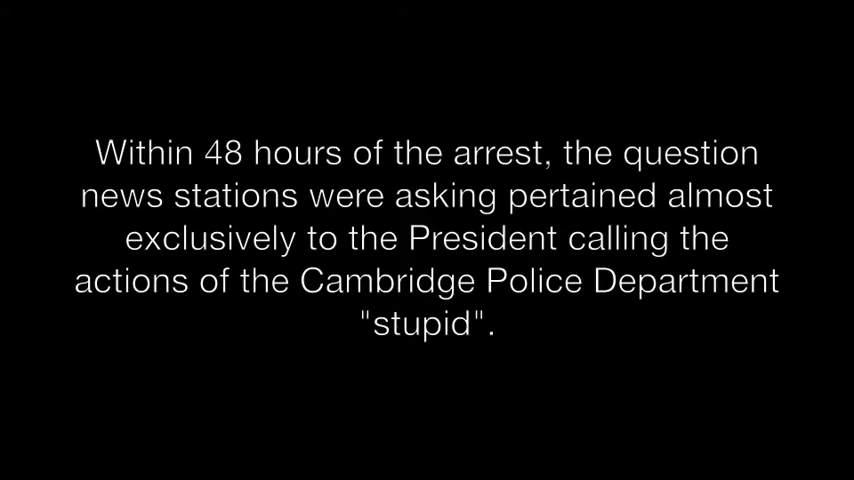 Within 48 hours of the arrest, the question
news stations were asking pertained almost
exclusively to the President calling the
actions of the Cambridge Police Department
"stupid".